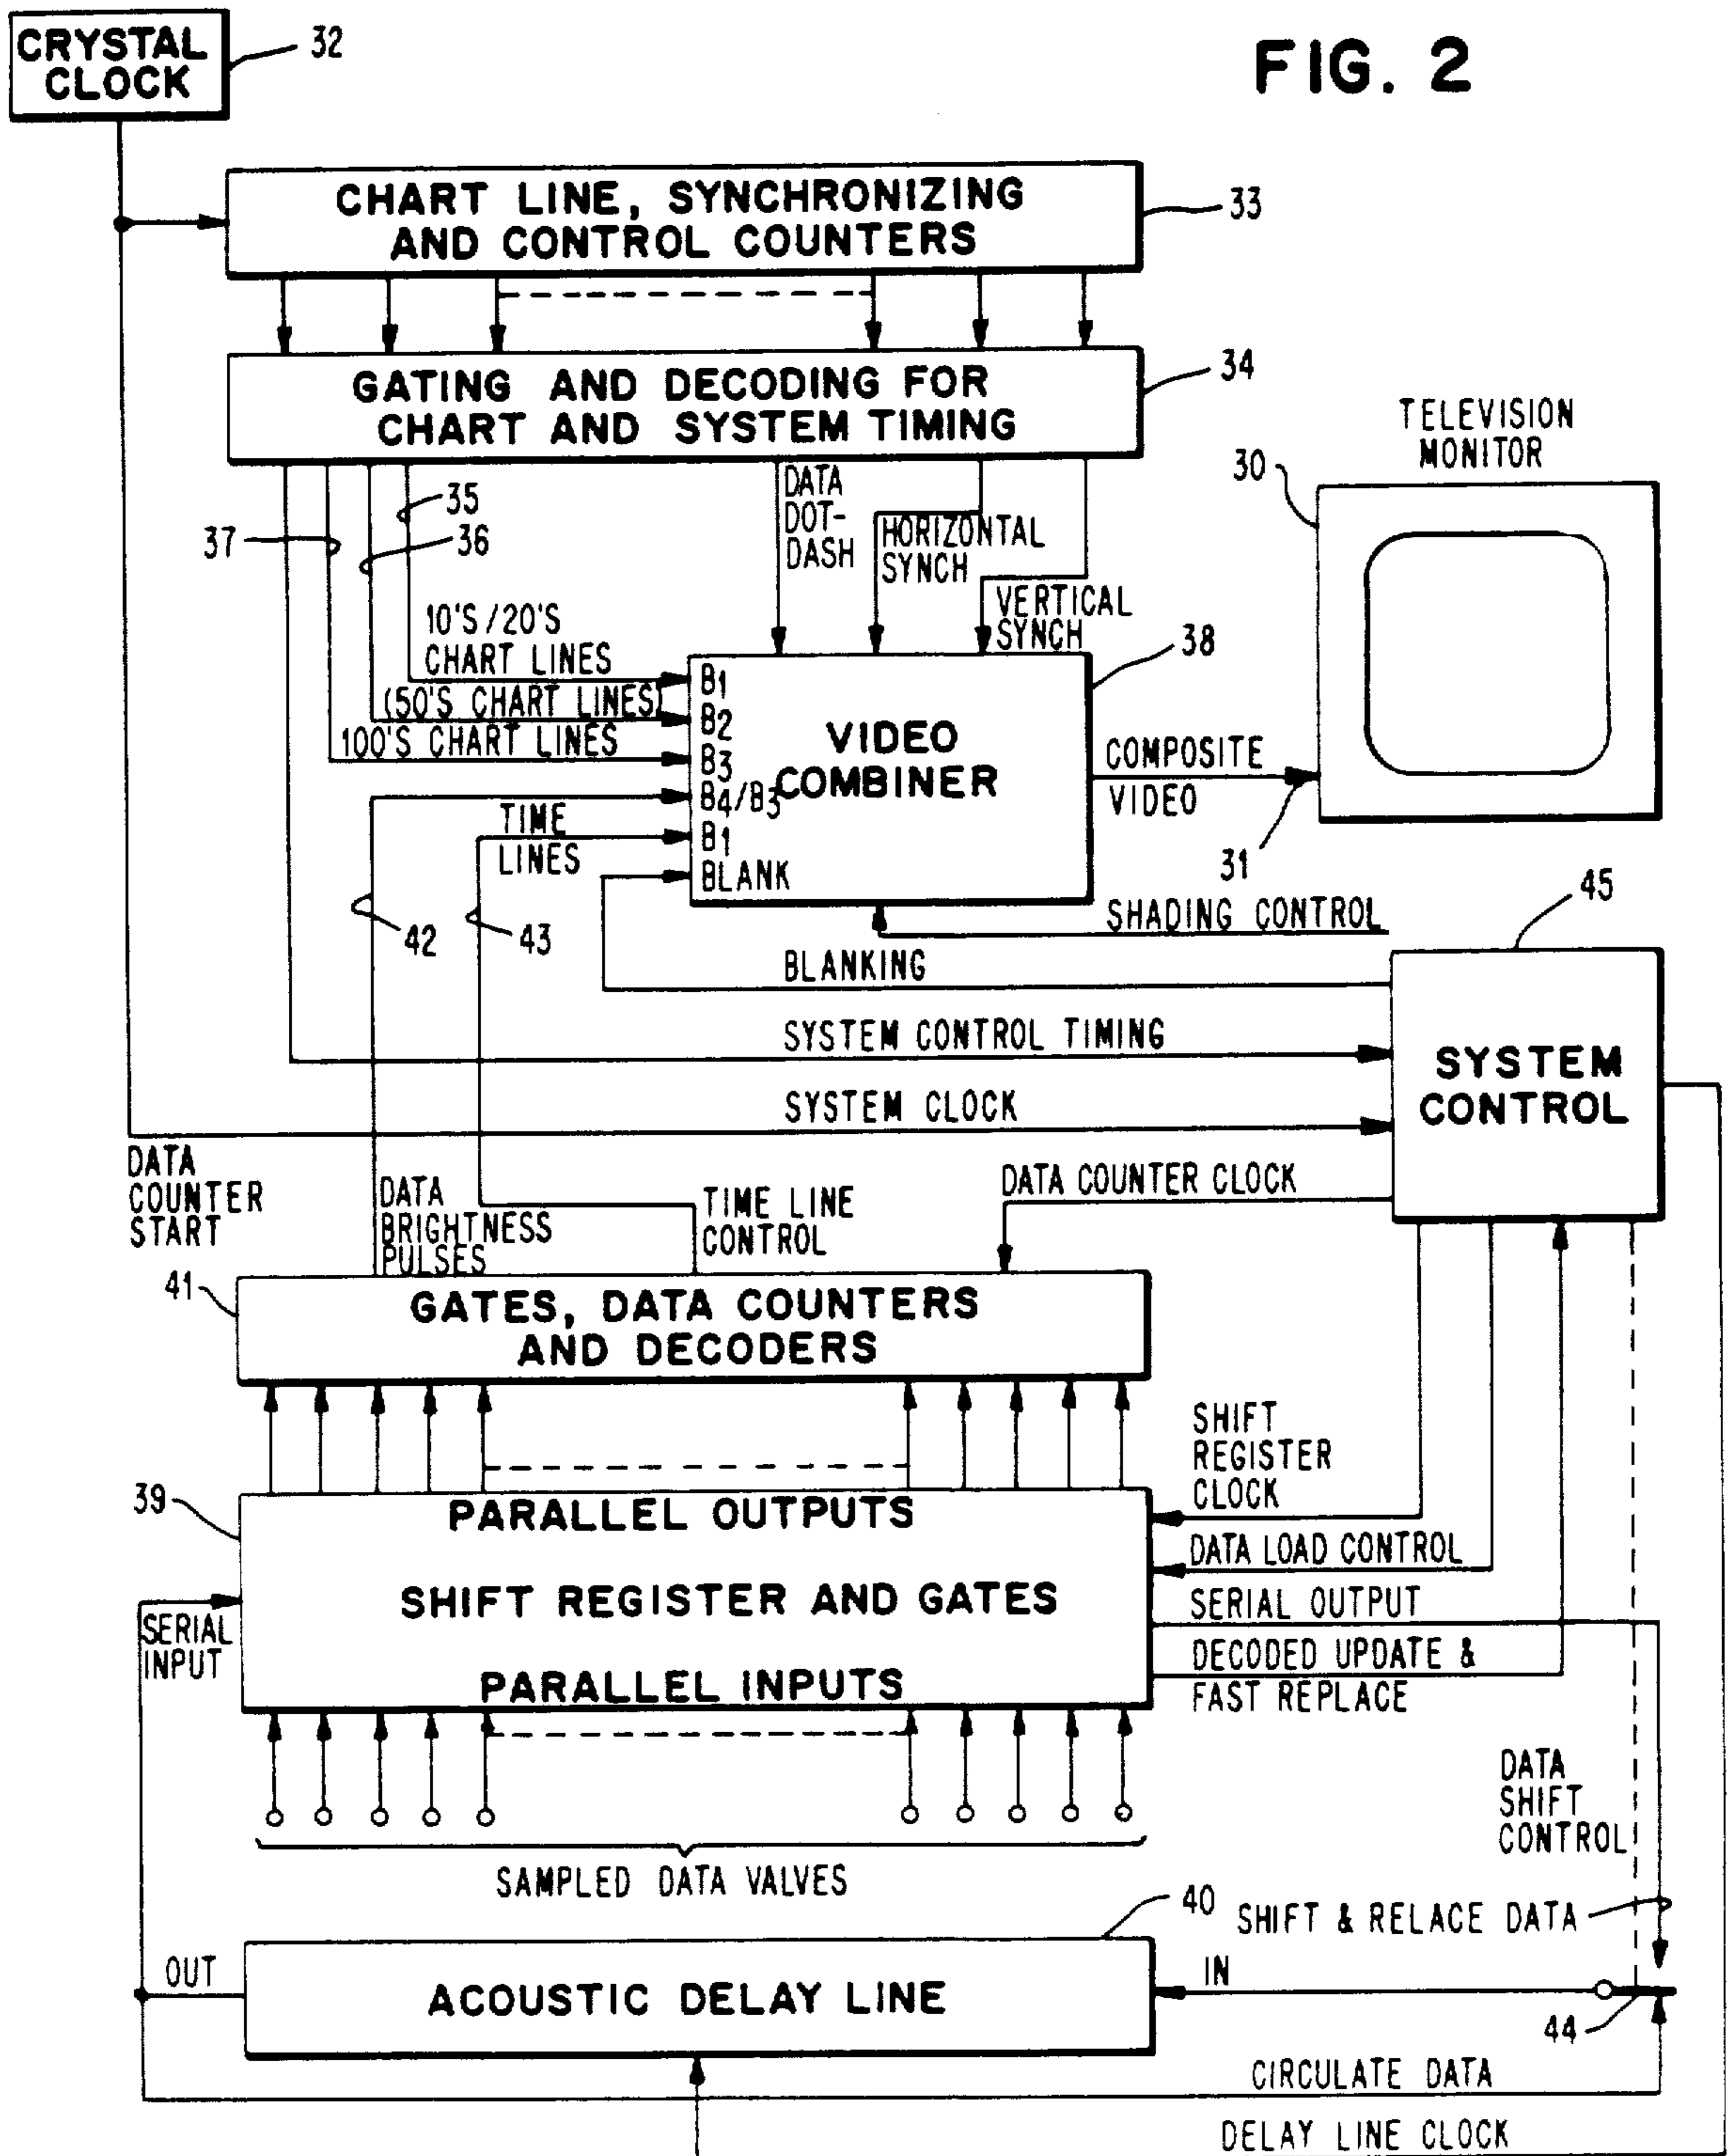 FIG. 2
CRYSTAL
CLOCK
32
CHART LINE, SYNCHRONIZING
AND CONTROL COUNTERS
33
GATING AND DECODING FOR
CHART AND SYSTEM TIMING
34
TELEVISION
MONITOR
30
35
37
36
DATA
DOT-
DASH
HORIZONTAL
SYNCH
VERTICAL
SYNCH
10'S/20'S
CHART LINES
(50'S CHART LINES)
100'S CHART LINES
TIME
LINES
38
B1
B2
B3
B4/B3
B1
BLANK
VIDEO
COMBINER
COMPOSITE
VIDEO
31
42
43
SHADING CONTROL
45
BLANKING
SYSTEM CONTROL TIMING
SYSTEM CLOCK
SYSTEM
CONTROL
DATA
COUNTER
START
DATA
BRIGHTNESS
PULSES
TIME LINE
CONTROL
DATA COUNTER CLOCK
41
GATES, DATA COUNTERS
AND DECODERS
SHIFT
REGISTER
CLOCK
39
PARALLEL OUTPUTS
SHIFT REGISTER AND GATES
PARALLEL INPUTS
SERIAL
INPUT
DATA LOAD CONTROL
SERIAL OUTPUT
DECODED UPDATE &
FAST REPLACE
DATA
SHIFT
CONTROL
SAMPLED DATA VALVES
40
SHIFT & RELACE DATA
OUT
ACOUSTIC DELAY LINE
IN
44
CIRCULATE DATA
DELAY LINE CLOCK